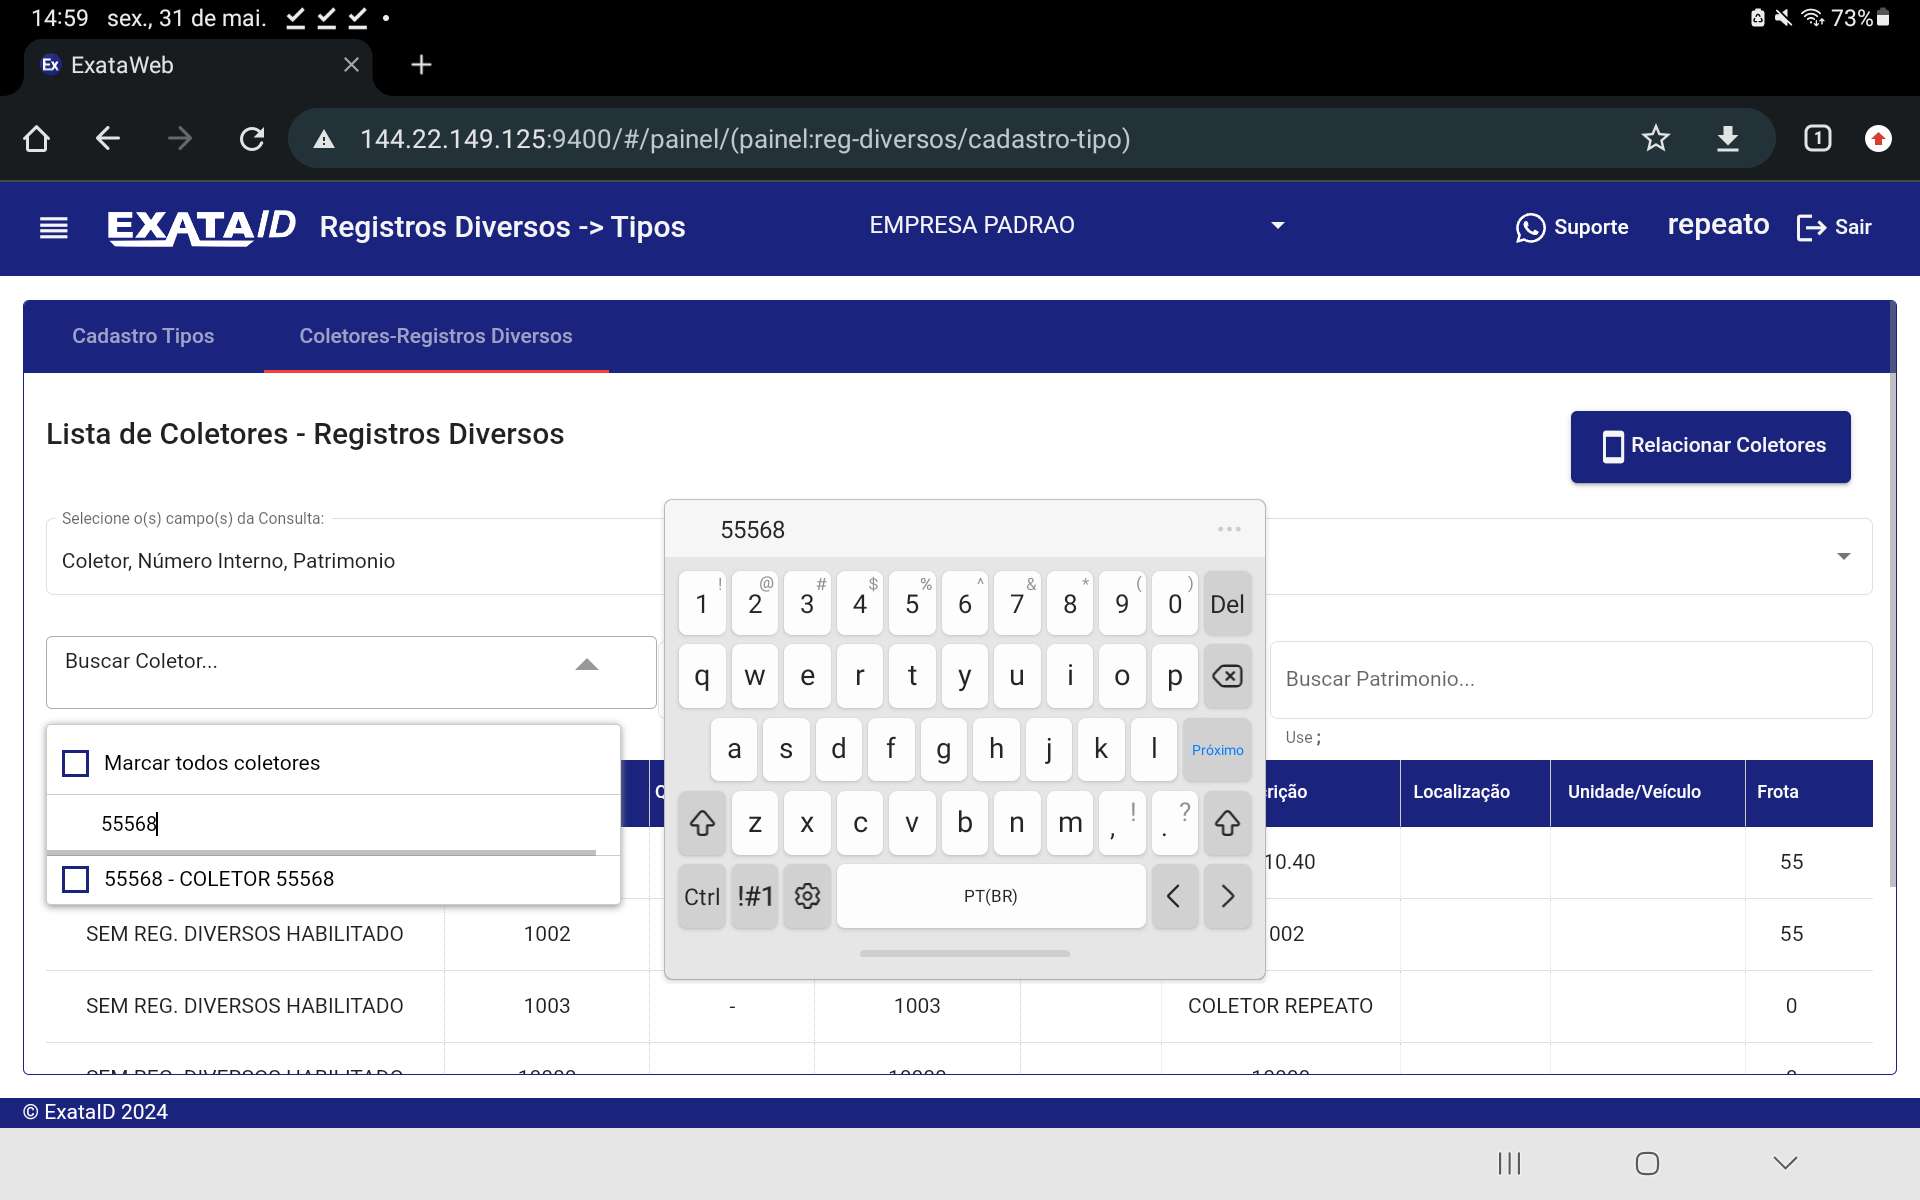 14:59 sex., 31 de mai. 73%
Ex ExataWeb
144.22.149.125:9400/#/painel/(painel:reg-diversos/cadastro-tipo) 1
EXATA/D Registros Diversos -> Tipos EMPRESA PADRAO Suporte repeato Sair
Cadastro Tipos Coletores-Registros Diversos
Lista de Coletores - Registros Diversos
Relacionar Coletores
Selecione o(s) campo(s) da Consulta:
Coletor, Número Interno, Patrimonio
Buscar Coletor...
Buscar Patrimonio...
Use ;
Marcar todos coletores
55568
55568 - COLETOR 55568
rição Localização Unidade/Veículo Frota
10.40 55
SEM REG. DIVERSOS HABILITADO 1002 002 55
SEM REG. DIVERSOS HABILITADO 1003 - 1003 COLETOR REPEATO 0
55568
! @ # $ % ^ & * ( )
1 2 3 4 5 6 7 8 9 0 Del
q w e r t y u i o p
a s d f g h j k l Próximo
z x c v b n m , ! . ?
Ctrl !#1 PT(BR) < >
© ExataID 2024